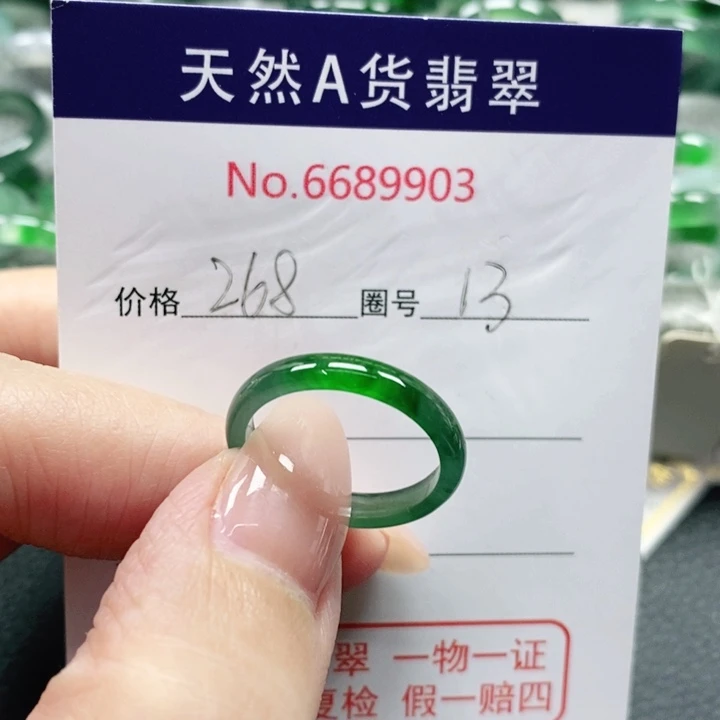 天然A货翡翠
No.6689903
价格 268 圈号 13
翠 一物一证
复检 假一赔四